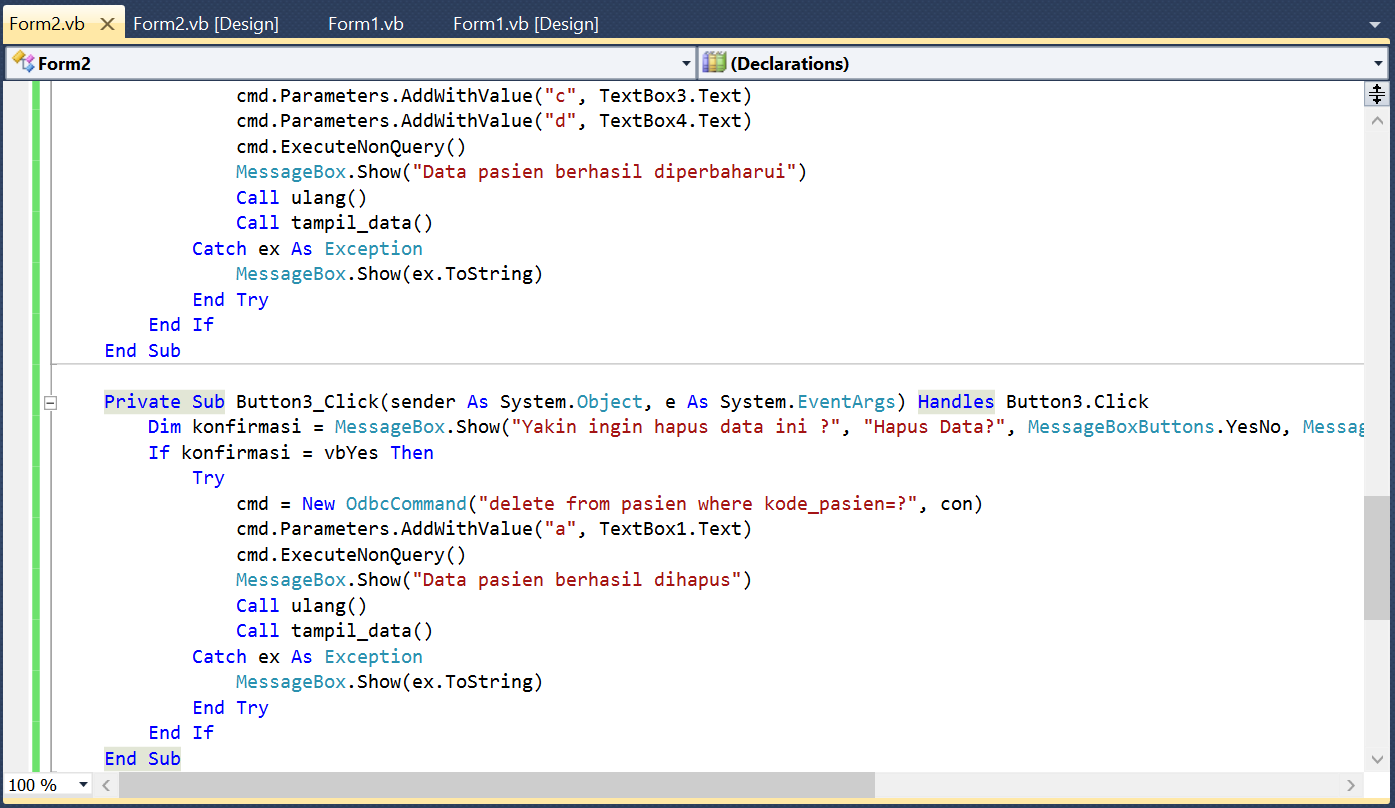 Form2.vb Form2.vb [Design] Form1.vb Form1.vb [Design]
Form2 (Declarations)
cmd.Parameters.AddWithValue("c", TextBox3.Text)
cmd.Parameters.AddWithValue("d", TextBox4.Text)
cmd.ExecuteNonQuery()
MessageBox.Show("Data pasien berhasil diperbaharui")
Call ulang()
Call tampil_data()
Catch ex As Exception
MessageBox.Show(ex.ToString)
End Try
End If
End Sub
Private Sub Button3_Click(sender As System.Object, e As System.EventArgs) Handles Button3.Click
Dim konfirmasi = MessageBox.Show("Yakin ingin hapus data ini ?", "Hapus Data?", MessageBoxButtons.YesNo, Messag
If konfirmasi = vbYes Then
Try
cmd = New OdbcCommand("delete from pasien where kode_pasien=?", con)
cmd.Parameters.AddWithValue("a", TextBox1.Text)
cmd.ExecuteNonQuery()
MessageBox.Show("Data pasien berhasil dihapus")
Call ulang()
Call tampil_data()
Catch ex As Exception
MessageBox.Show(ex.ToString)
End Try
End If
End Sub
100 %